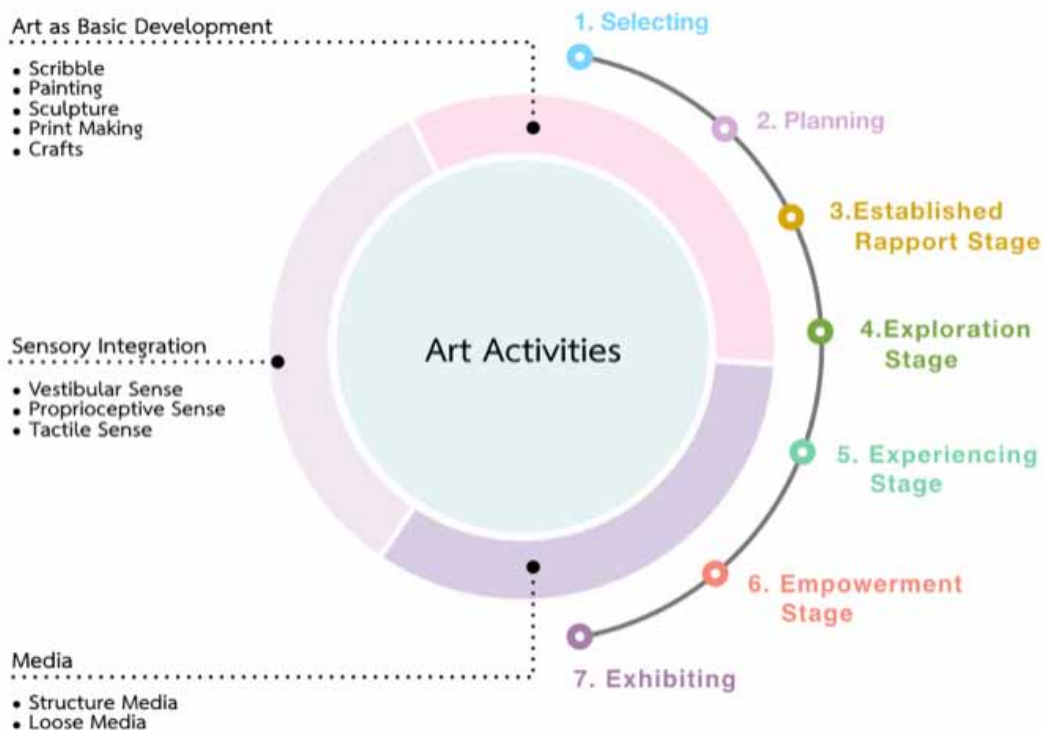 Art as Basic Development
• Scribble
• Painting
• Sculpture
• Print Making
• Crafts
Sensory Integration
• Vestibular Sense
• Proprioceptive Sense
• Tactile Sense
Media
• Structure Media
• Loose Media
Art Activities
1. Selecting
2. Planning
3.Established
Rapport Stage
4.Exploration
Stage
5. Experiencing
Stage
6. Empowerment
Stage
7. Exhibiting